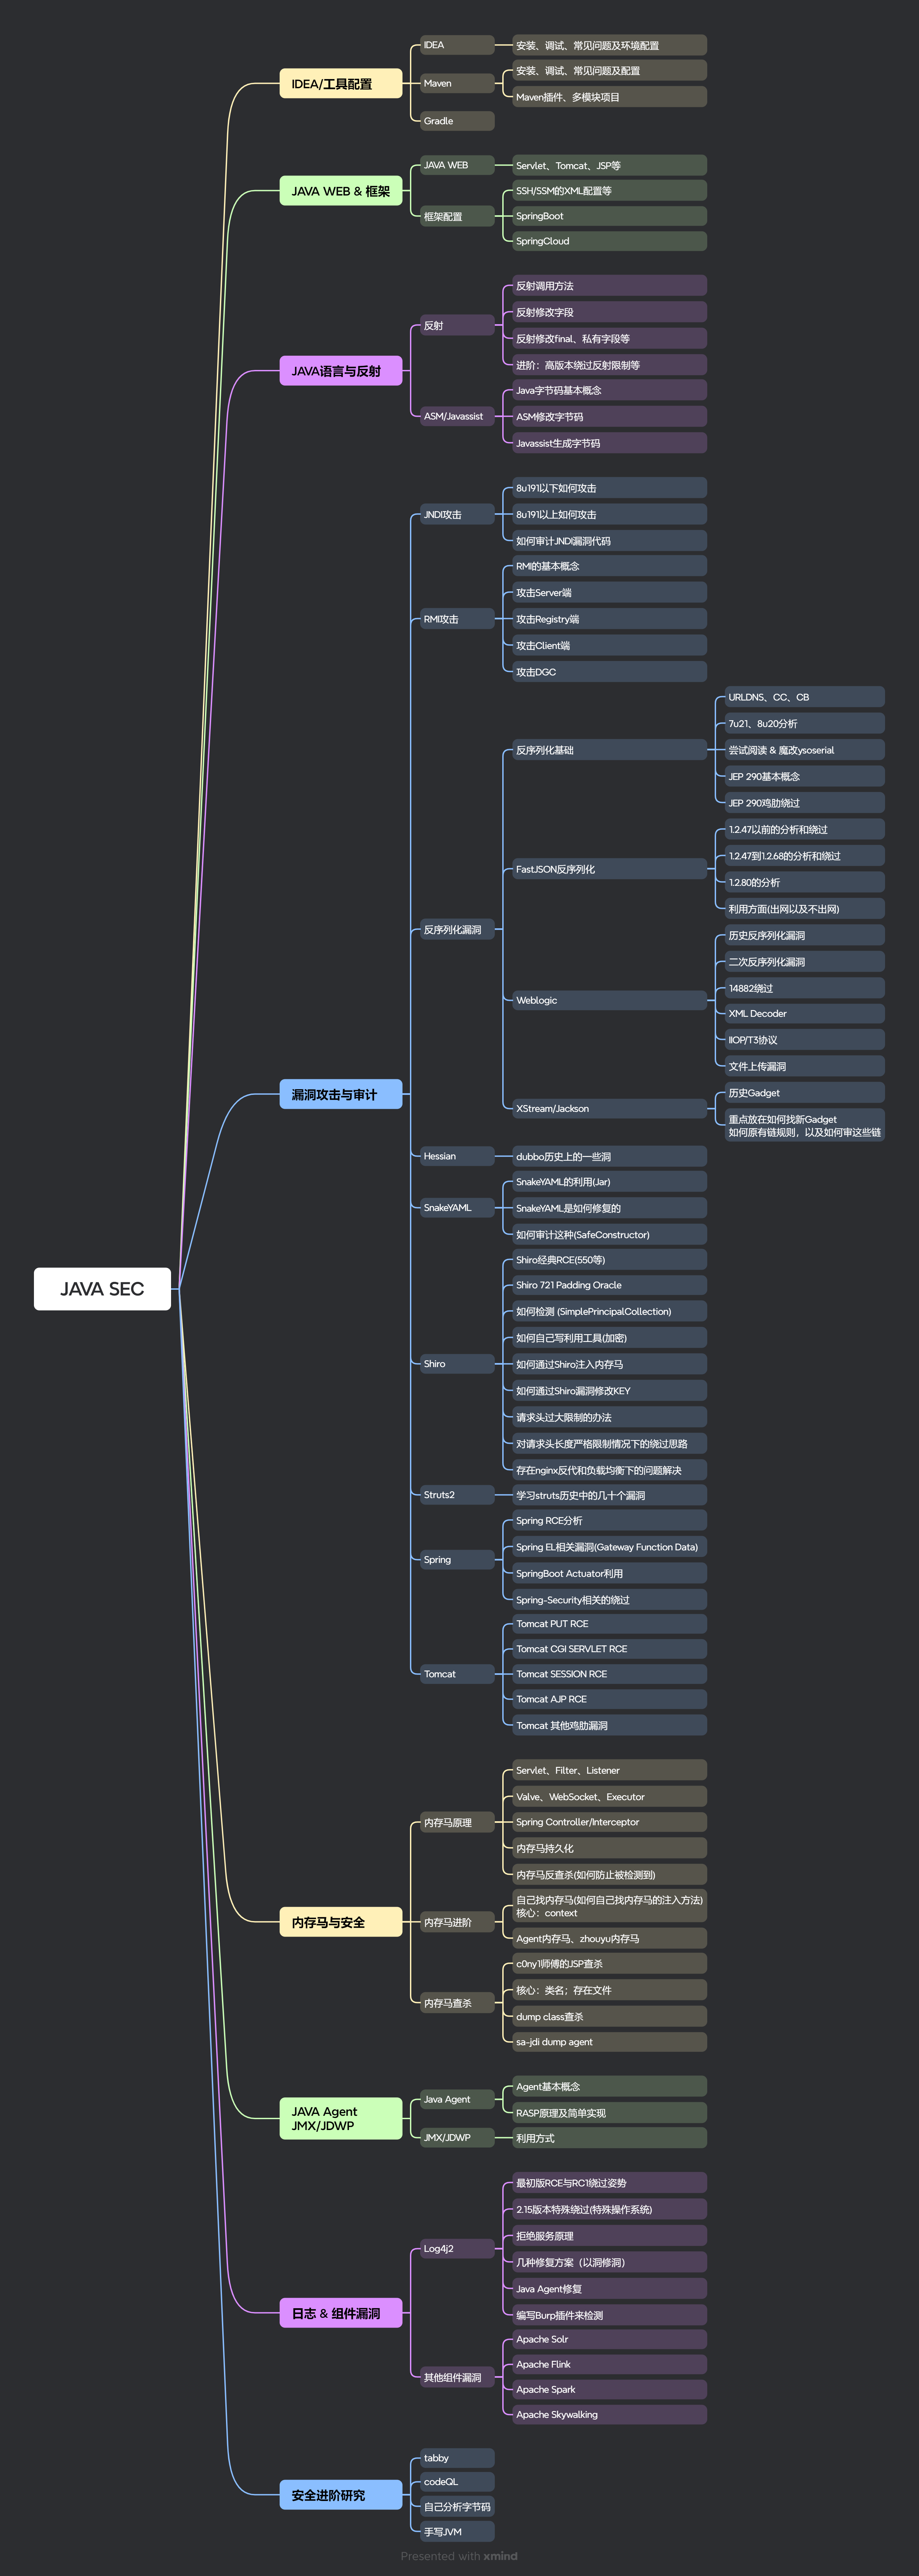 JAVA SEC
IDEA/工具配置
IDEA
安装、调试、常见问题及环境配置
Maven
安装、调试、常见问题及配置
Maven插件、多模块项目
Gradle
JAVA WEB & 框架
JAVA WEB
Servlet、Tomcat、JSP等
框架配置
SSH/SSM的XML配置等
SpringBoot
SpringCloud
JAVA语言与反射
反射
反射调用方法
反射修改字段
反射修改final、私有字段等
进阶：高版本绕过反射限制等
ASM/Javassist
Java字节码基本概念
ASM修改字节码
Javassist生成字节码
漏洞攻击与审计
JNDI攻击
8u191以下如何攻击
8u191以上如何攻击
如何审计JNDI漏洞代码
RMI攻击
RMI的基本概念
攻击Server端
攻击Registry端
攻击Client端
攻击DGC
反序列化漏洞
反序列化基础
URLDNS、CC、CB
7u21、8u20分析
尝试阅读 & 魔改ysoserial
JEP 290基本概念
JEP 290鸡肋绕过
FastJSON反序列化
1.2.47以前的分析和绕过
1.2.47到1.2.68的分析和绕过
1.2.80的分析
利用方面(出网以及不出网)
Weblogic
历史反序列化漏洞
二次反序列化漏洞
14882绕过
XML Decoder
IIOP/T3协议
文件上传漏洞
XStream/Jackson
历史Gadget
重点放在如何找新Gadget
如何原有链规则，以及如何审这些链
Hessian
dubbo历史上的一些洞
SnakeYAML
SnakeYAML的利用(Jar)
SnakeYAML是如何修复的
如何审计这种(SafeConstructor)
Shiro
Shiro经典RCE(550等)
Shiro 721 Padding Oracle
如何检测 (SimplePrincipalCollection)
如何自己写利用工具(加密)
如何通过Shiro注入内存马
如何通过Shiro漏洞修改KEY
请求头过大限制的办法
对请求头长度严格限制情况下的绕过思路
存在nginx反代和负载均衡下的问题解决
Struts2
学习struts历史中的几十个漏洞
Spring
Spring RCE分析
Spring EL相关漏洞(Gateway Function Data)
SpringBoot Actuator利用
Spring-Security相关的绕过
Tomcat
Tomcat PUT RCE
Tomcat CGI SERVLET RCE
Tomcat SESSION RCE
Tomcat AJP RCE
Tomcat 其他鸡肋漏洞
内存马与安全
内存马原理
Servlet、Filter、Listener
Valve、WebSocket、Executor
Spring Controller/Interceptor
内存马持久化
内存马反查杀(如何防止被检测到)
内存马进阶
自己找内存马(如何自己找内存马的注入方法)
核心：context
Agent内存马、zhouyu内存马
内存马查杀
c0ny1师傅的JSP查杀
核心：类名；存在文件
dump class查杀
sa-jdi dump agent
JAVA Agent
JMX/JDWP
Java Agent
Agent基本概念
RASP原理及简单实现
JMX/JDWP
利用方式
日志 & 组件漏洞
Log4j2
最初版RCE与RC1绕过姿势
2.15版本特殊绕过(特殊操作系统)
拒绝服务原理
几种修复方案（以洞修洞）
Java Agent修复
编写Burp插件来检测
其他组件漏洞
Apache Solr
Apache Flink
Apache Spark
Apache Skywalking
安全进阶研究
tabby
codeQL
自己分析字节码
手写JVM
Presented with xmind